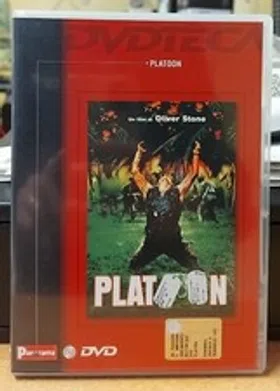 DVDTECA
• PLATOON
Un film di Oliver Stone
PLATOON
Panorama
DVD